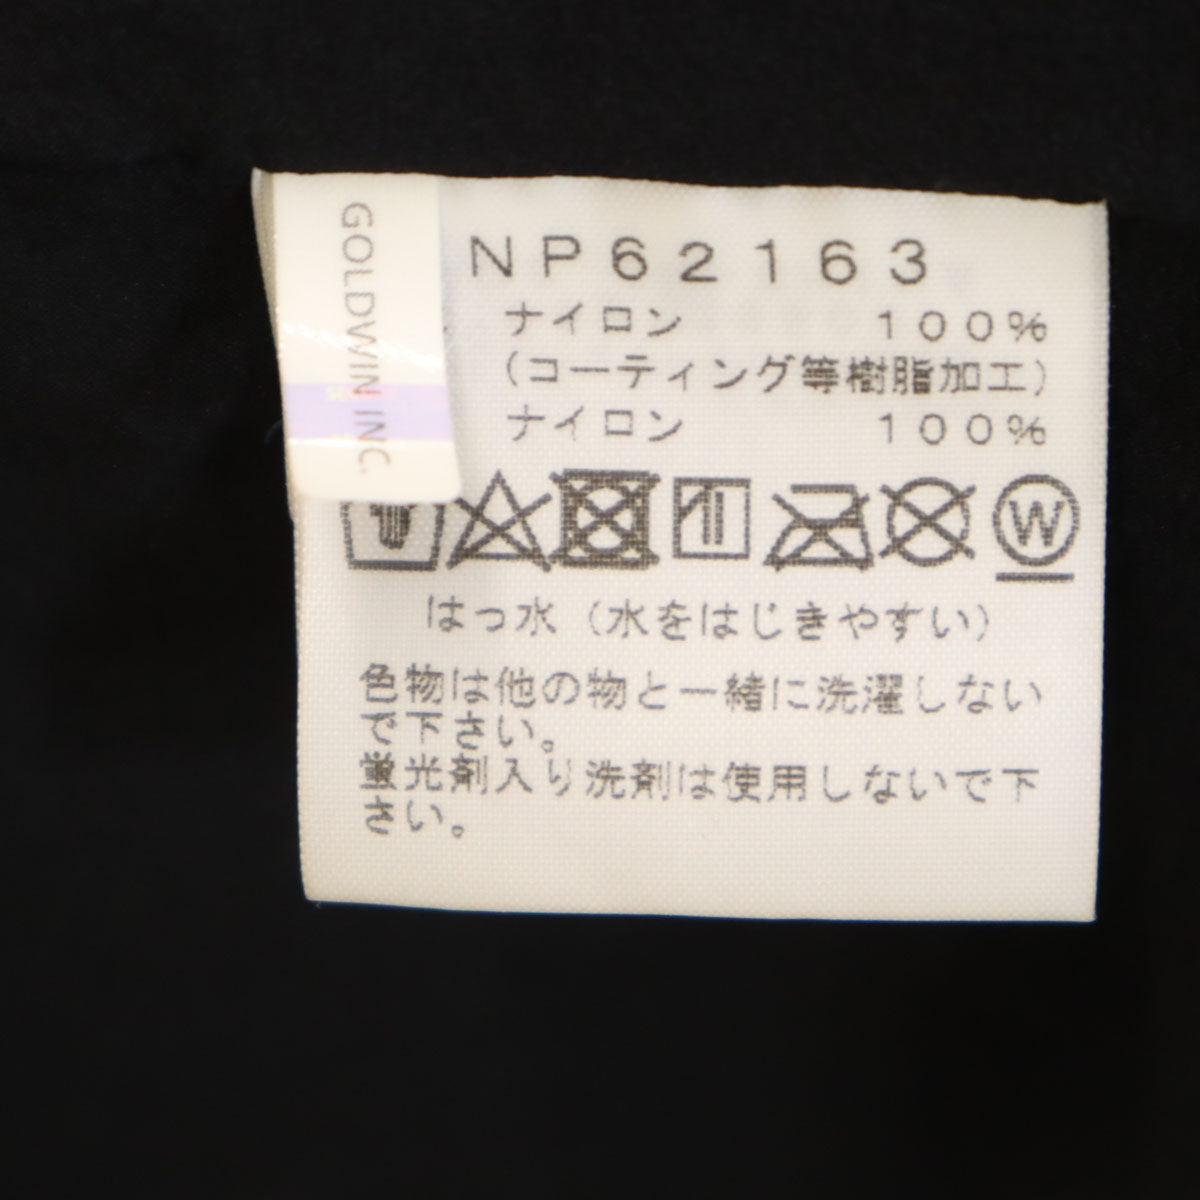 GOLDWIN INC.
NP62163
ナイロン 100%
(コーティング等樹脂加工)
ナイロン 100%
W
はっ水（水をはじきやすい）
色物は他の物と一緒に洗濯しない
で下さい。
蛍光剤入り洗剤は使用しないで下
さい。